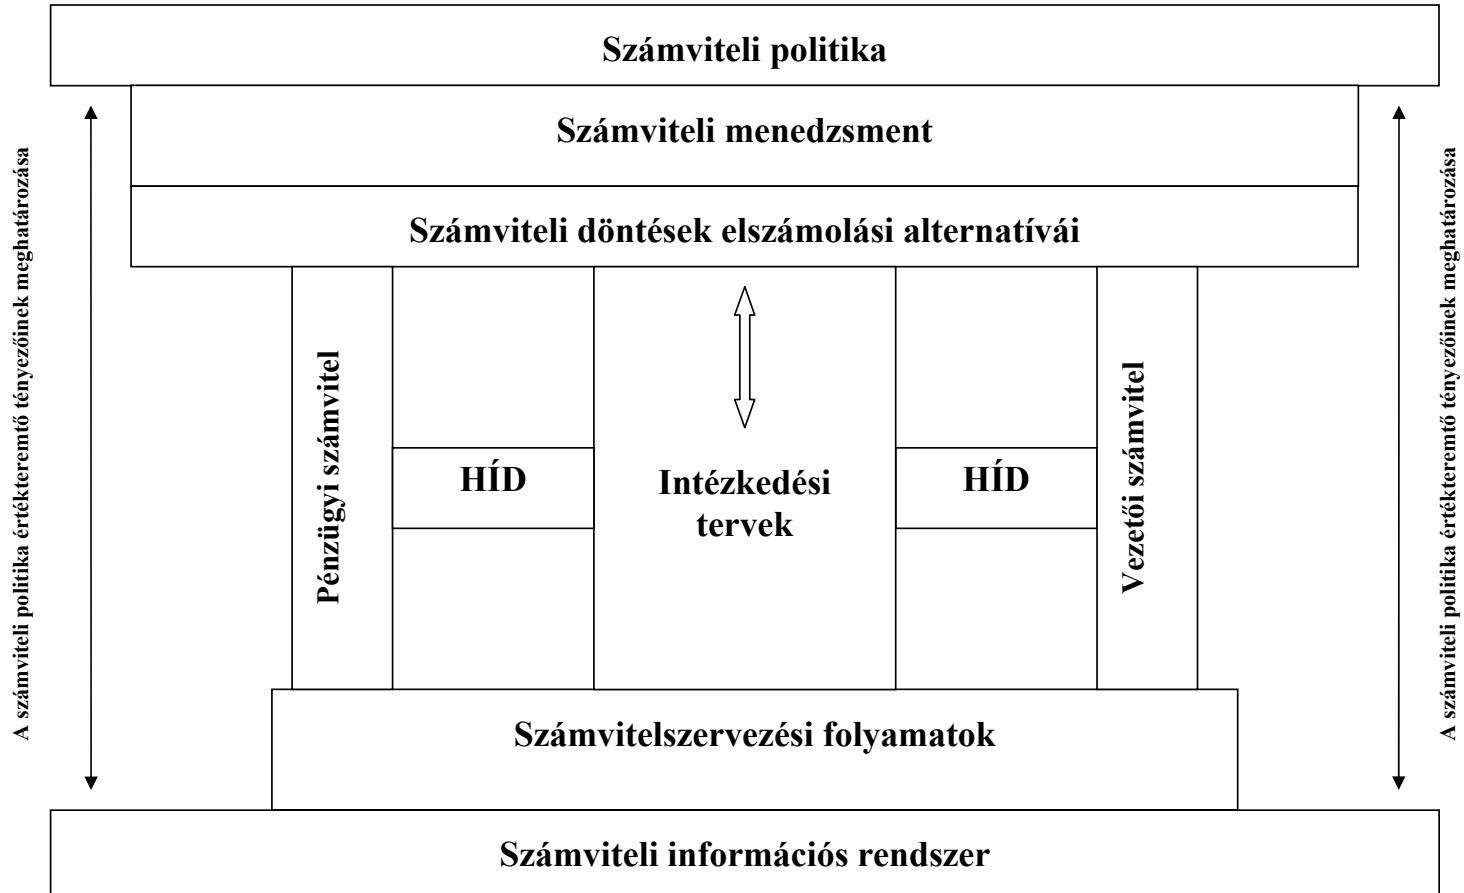 Számviteli politika
Számviteli menedzsment
Számviteli döntések elszámolási alternatívái
A számviteli politika értékteremtő tényezőinek meghatározása
Pénzügyi számvitel
HÍD
Intézkedési
tervek
HÍD
Vezetői számvitel
A számviteli politika értékteremtő tényezőinek meghatározása
Számvitelszervezési folyamatok
Számviteli információs rendszer